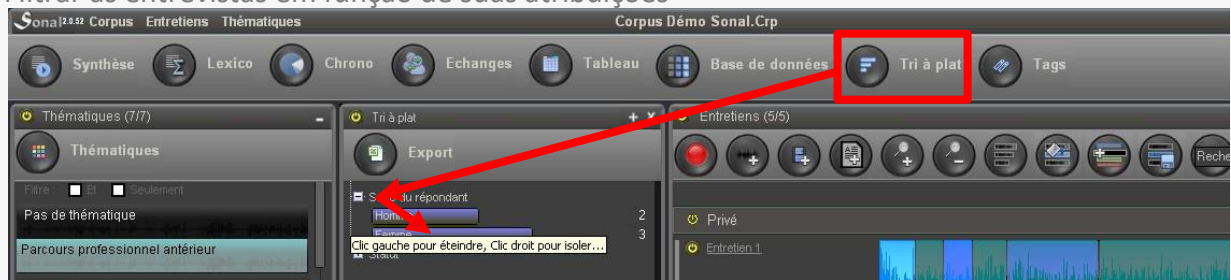 Filtrar as entrevistas em função de suas atribuições
Sonal 2.0.52 Corpus Entretiens Thématiques Corpus Démo Sonal.Crp
Synthèse Lexico Chrono Echanges Tableau Base de données Tri à plat Tags
Thématiques (7/7) - Tri à plat + x Entretiens (5/5)
Thématiques Export Reche
Filtre : Et Seulement
Pas de thématique
Parcours professionnel antérieur
du répondant
2
Femme 3
Clic gauche pour éteindre, Clic droit pour isoler...
Statut
Privé
Entretien 1